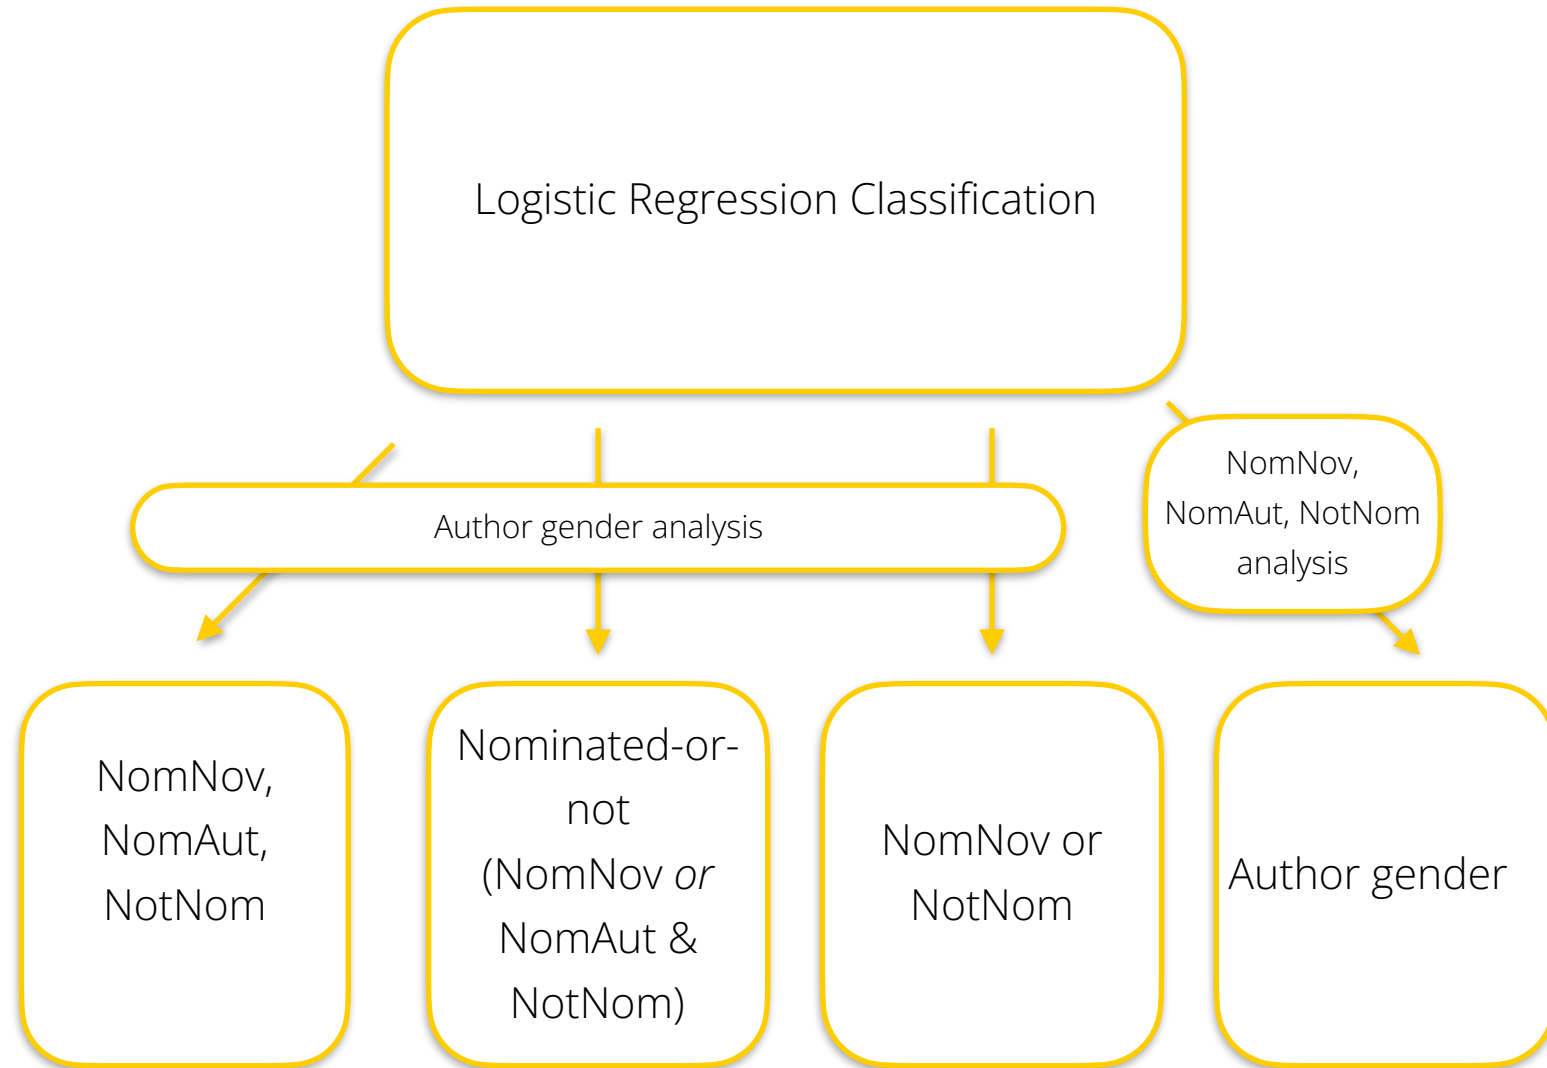 Logistic Regression Classification
Author gender analysis
NomNov,
NomAut, NotNom
analysis
NomNov,
NomAut,
NotNom
Nominated-or-
not
(NomNov or
NomAut &
NotNom)
NomNov or
NotNom
Author gender